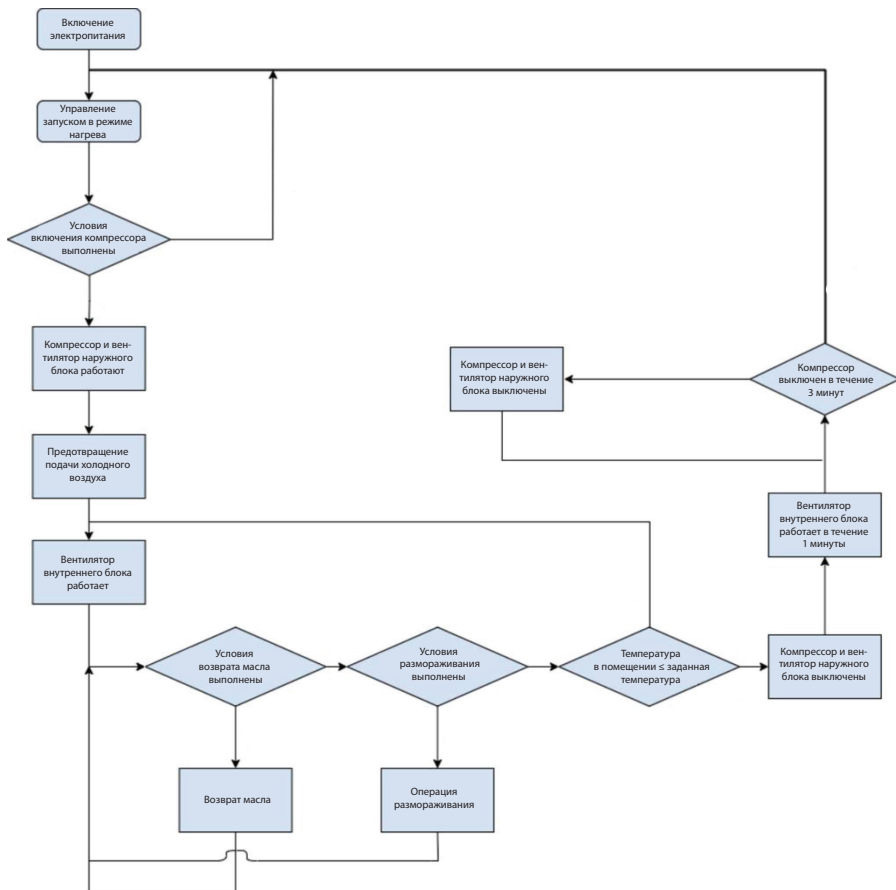 Включение
электропитания
Управление
запуском в режиме
нагрева
Условия
включения компрессора
выполнены
Компрессор и вен-
тилятор наружного
блока работают
Компрессор и вен-
тилятор наружного
блока выключены
Компрессор
выключен в течение
3 минут
Предотвращение
подачи холодного
воздуха
Вентилятор
внутреннего блока
работает в течение
1 минуты
Вентилятор
внутреннего блока
работает
Условия
возврата масла
выполнены
Условия
размораживания
выполнены
Температура
в помещении ≤ заданная
температура
Компрессор и вен-
тилятор наружного
блока выключены
Возврат масла
Операция
размораживания